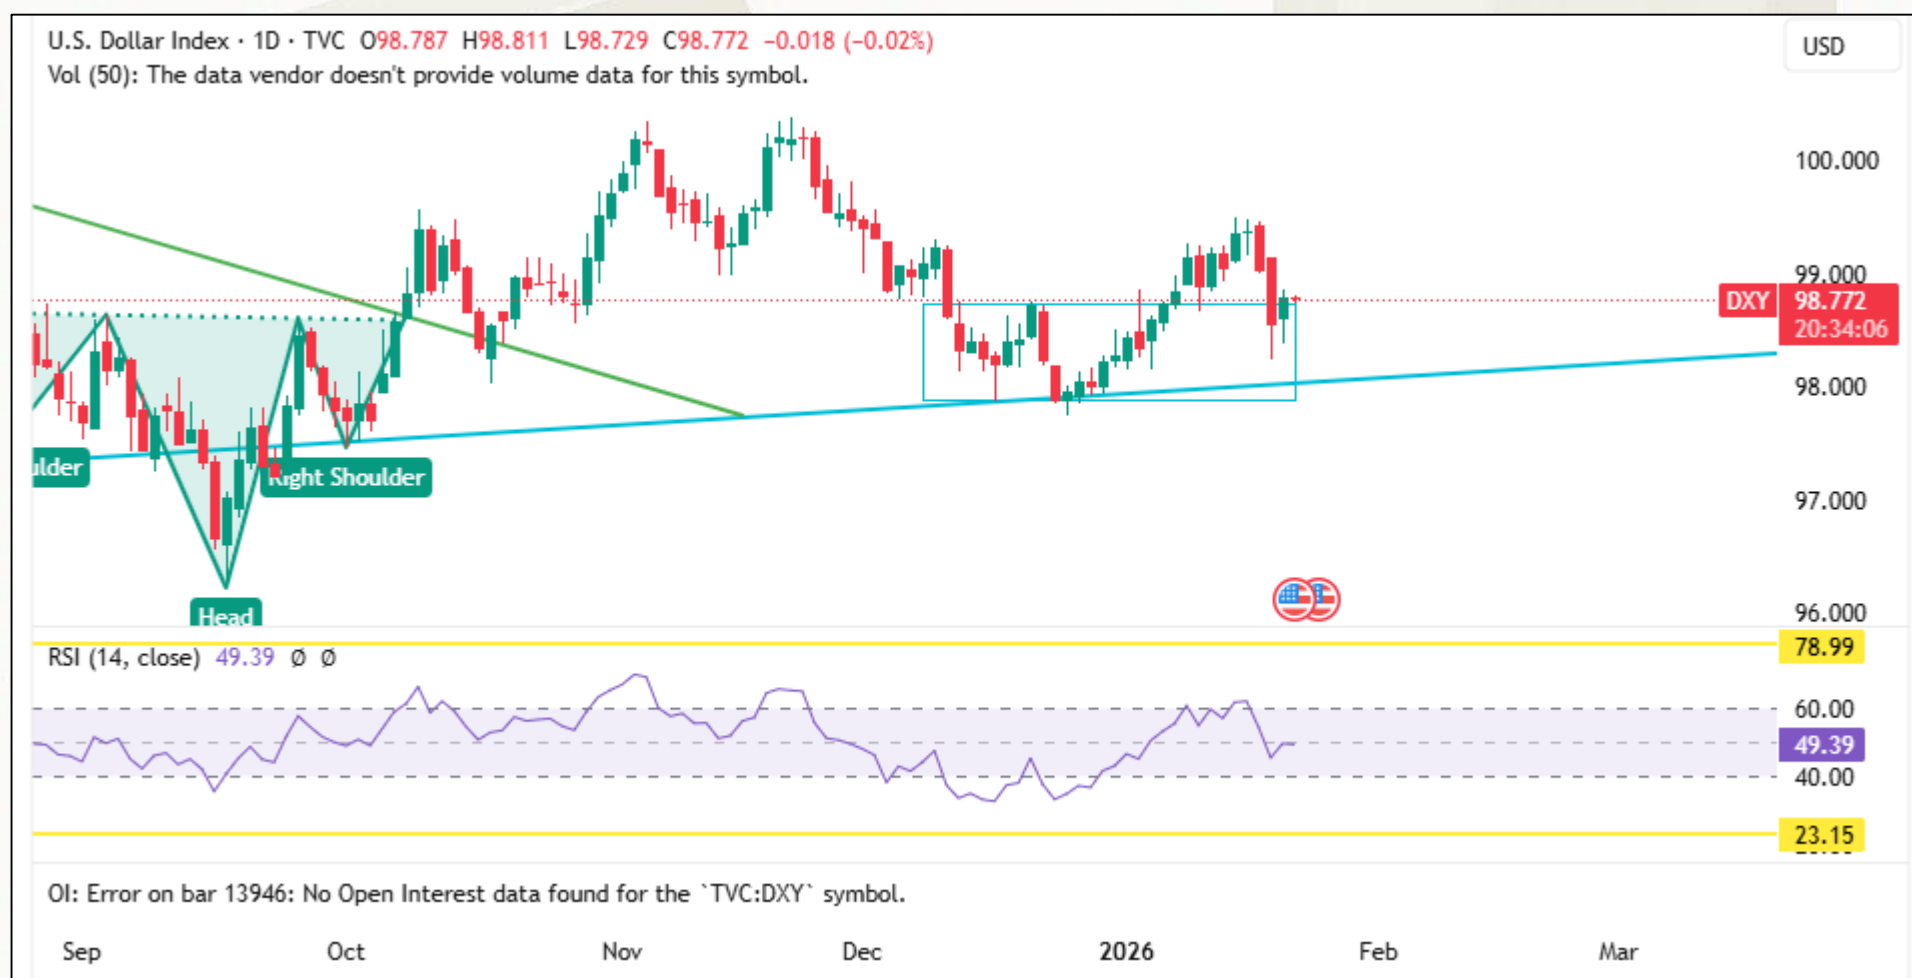 U.S. Dollar Index · 1D · TVC O98.787 H98.811 L98.729 C98.772 −0.018 (−0.02%)
USD
Vol (50): The data vendor doesn't provide volume data for this symbol.
100.000
99.000
DXY 98.772
20:34:06
98.000
ulder
Right Shoulder
97.000
Head
96.000
RSI (14, close) 49.39 Ø Ø
78.99
60.00
49.39
40.00
23.15
OI: Error on bar 13946: No Open Interest data found for the `TVC:DXY` symbol.
Sep Oct Nov Dec 2026 Feb Mar